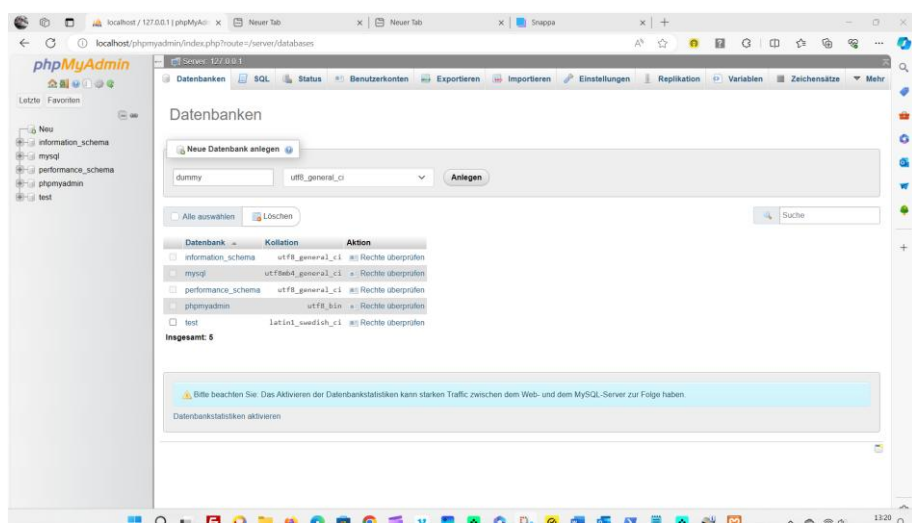 localhost / 127.0.0.1 | phpMyAdm
Neuer Tab
Neuer Tab
Snappa
localhost/phpmyadmin/index.php?route=/server/databases
phpMyAdmin
Letzte Favoriten
Neu
information_schema
mysql
performance_schema
phpmyadmin
test
Server: 127.0.0.1
Datenbanken SQL Status Benutzerkonten Exportieren Importieren Einstellungen Replikation Variablen Zeichensätze Mehr
Datenbanken
Neue Datenbank anlegen
dummy utf8_general_ci Anlegen
Alle auswählen Löschen Suche
Datenbank Kollation Aktion
information_schema utf8_general_ci Rechte überprüfen
mysql utf8mb4_general_ci Rechte überprüfen
performance_schema utf8_general_ci Rechte überprüfen
phpmyadmin utf8_bin Rechte überprüfen
test latin1_swedish_ci Rechte überprüfen
Insgesamt: 5
Bitte beachten Sie: Das Aktivieren der Datenbankstatistiken kann starken Traffic zwischen dem Web- und dem MySQL-Server zur Folge haben.
Datenbankstatistiken aktivieren
13:20